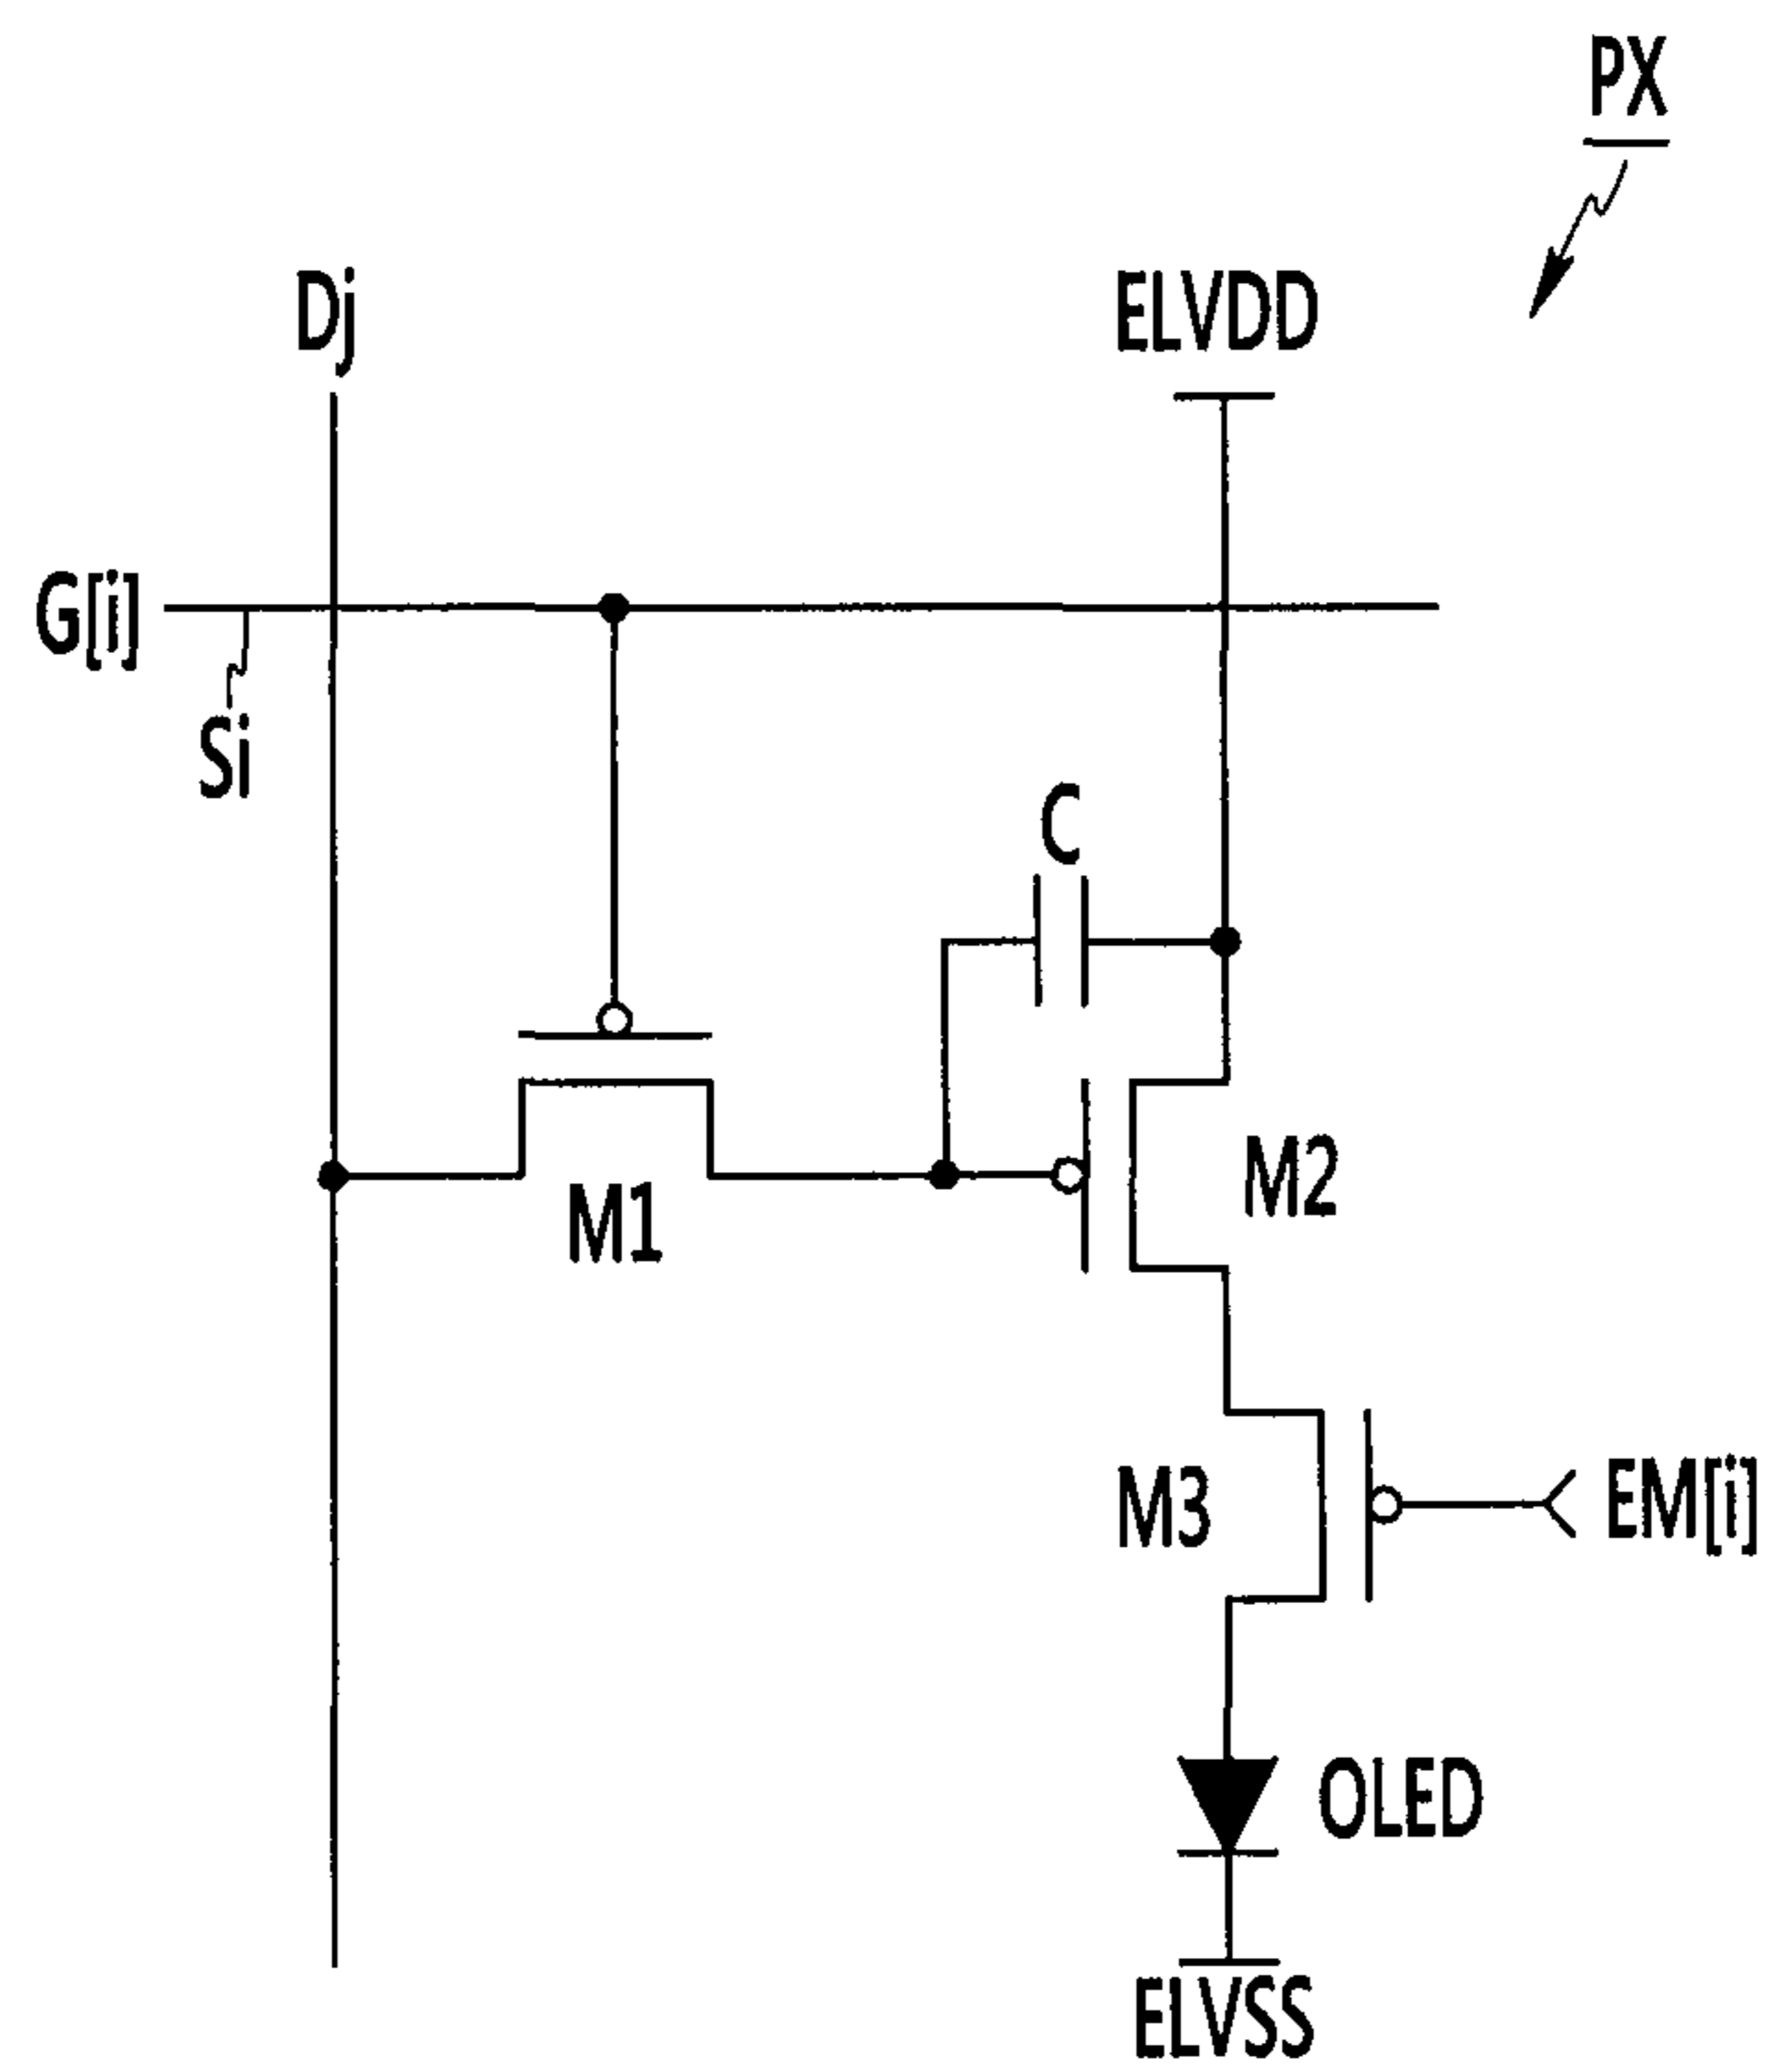 PX
Dj
ELVDD
G[i]
Si
C
M1
M2
M3
EM[i]
OLED
ELVSS